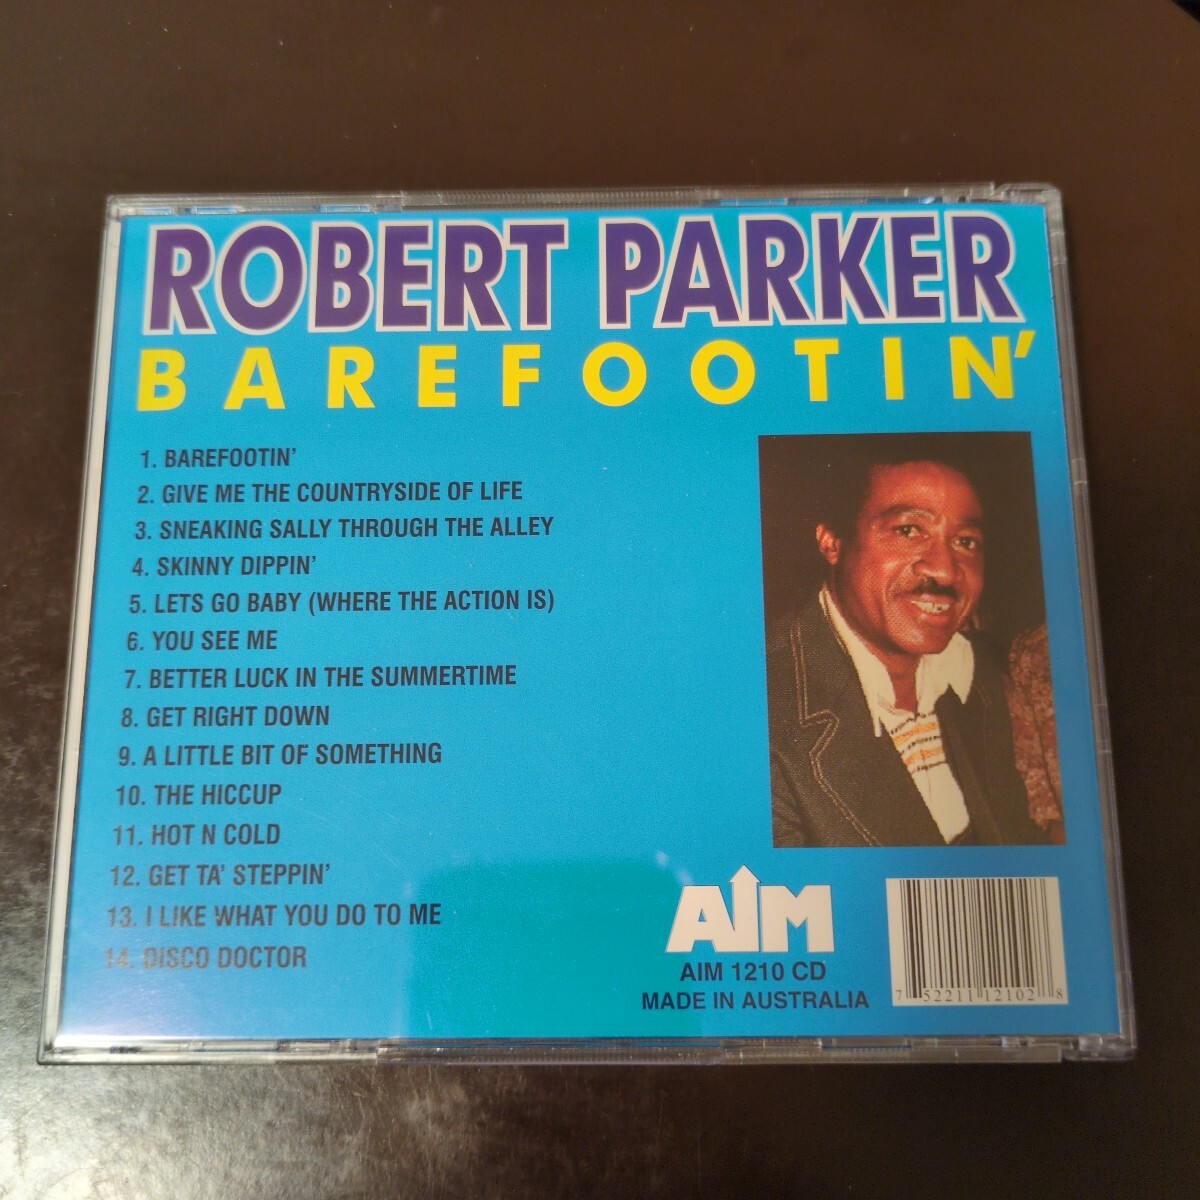 ROBERT PARKER
BAREFOOTIN'
1. BAREFOOTIN'
2. GIVE ME THE COUNTRYSIDE OF LIFE
3. SNEAKING SALLY THROUGH THE ALLEY
4. SKINNY DIPPIN'
5. LETS GO BABY (WHERE THE ACTION IS)
6. YOU SEE ME
7. BETTER LUCK IN THE SUMMERTIME
8. GET RIGHT DOWN
9. A LITTLE BIT OF SOMETHING
10. THE HICCUP
11. HOT N COLD
12. GET TA' STEPPIN'
13. I LIKE WHAT YOU DO TO ME
14. DISCO DOCTOR
AIM
AIM 1210 CD
MADE IN AUSTRALIA
7 52211 12102 8